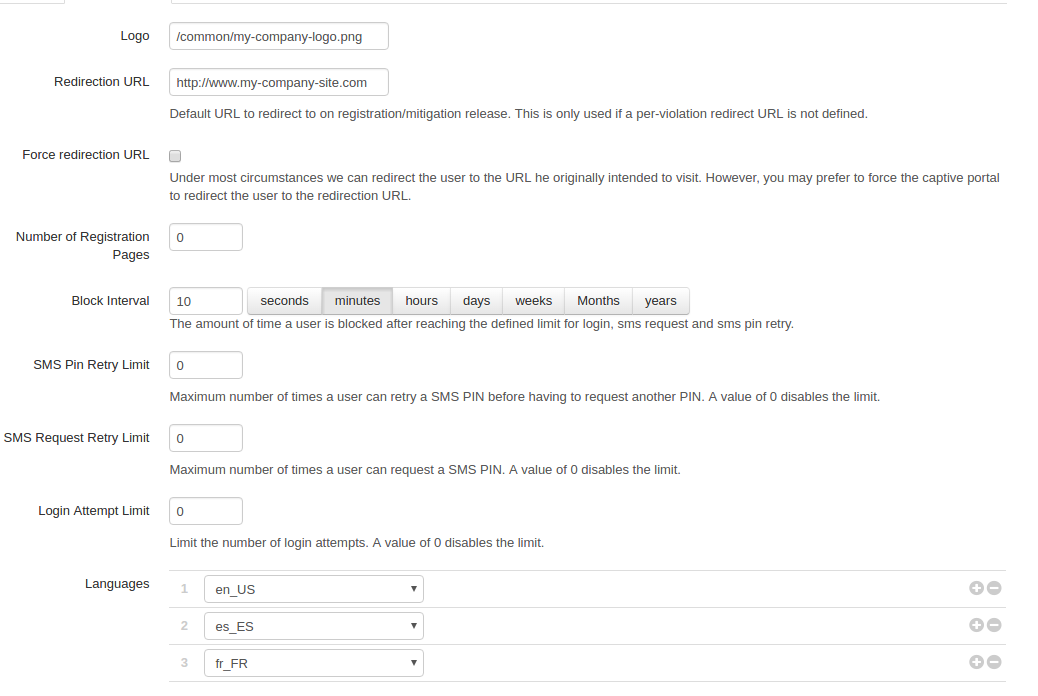 Logo
/common/my-company-logo.png
Redirection URL
http://www.my-company-site.com
Default URL to redirect to on registration/mitigation release. This is only used if a per-violation redirect URL is not defined.
Force redirection URL
Under most circumstances we can redirect the user to the URL he originally intended to visit. However, you may prefer to force the captive portal
to redirect the user to the redirection URL.
Number of Registration
Pages
0
Block Interval
10 seconds minutes hours days weeks Months years
The amount of time a user is blocked after reaching the defined limit for login, sms request and sms pin retry.
SMS Pin Retry Limit
0
Maximum number of times a user can retry a SMS PIN before having to request another PIN. A value of 0 disables the limit.
SMS Request Retry Limit
0
Maximum number of times a user can request a SMS PIN. A value of 0 disables the limit.
Login Attempt Limit
0
Limit the number of login attempts. A value of 0 disables the limit.
Languages
1 en_US
2 es_ES
3 fr_FR